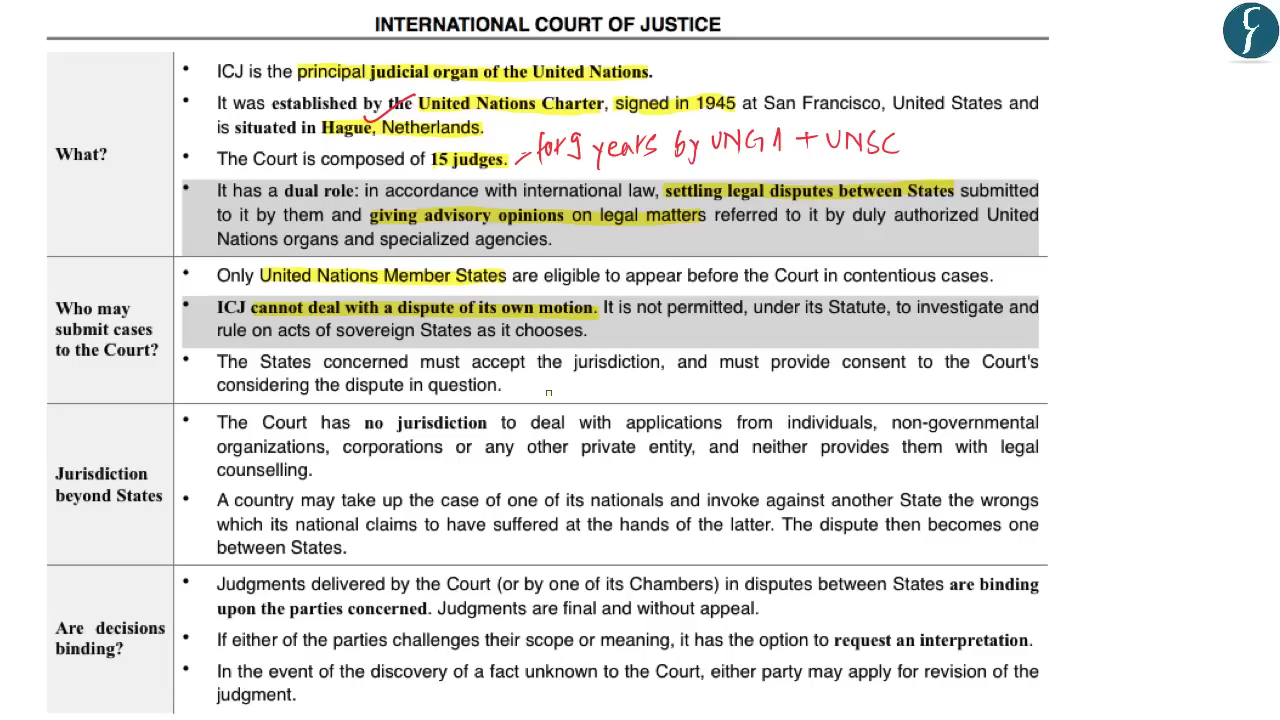 INTERNATIONAL COURT OF JUSTICE
What?
• ICJ is the principal judicial organ of the United Nations.
• It was established by the United Nations Charter, signed in 1945 at San Francisco, United States and
is situated in Hague, Netherlands.
• The Court is composed of 15 judges.
for 9 years by UNGA + UNSC
• It has a dual role: in accordance with international law, settling legal disputes between States submitted
to it by them and giving advisory opinions on legal matters referred to it by duly authorized United
Nations organs and specialized agencies.
Who may
submit cases
to the Court?
• Only United Nations Member States are eligible to appear before the Court in contentious cases.
• ICJ cannot deal with a dispute of its own motion. It is not permitted, under its Statute, to investigate and
rule on acts of sovereign States as it chooses.
• The States concerned must accept the jurisdiction, and must provide consent to the Court's
considering the dispute in question.
Jurisdiction
beyond States
• The Court has no jurisdiction to deal with applications from individuals, non-governmental
organizations, corporations or any other private entity, and neither provides them with legal
counselling.
• A country may take up the case of one of its nationals and invoke against another State the wrongs
which its national claims to have suffered at the hands of the latter. The dispute then becomes one
between States.
Are decisions
binding?
• Judgments delivered by the Court (or by one of its Chambers) in disputes between States are binding
upon the parties concerned. Judgments are final and without appeal.
• If either of the parties challenges their scope or meaning, it has the option to request an interpretation.
• In the event of the discovery of a fact unknown to the Court, either party may apply for revision of the
judgment.